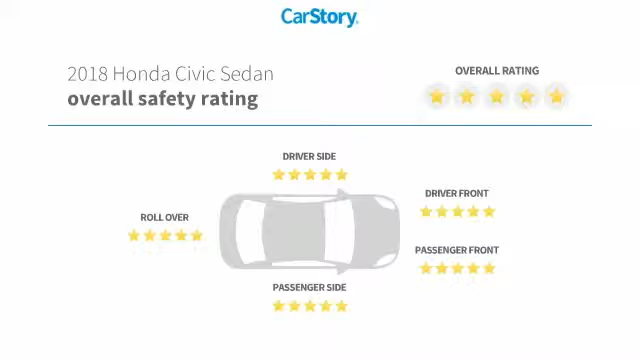 CarStory.
2018 Honda Civic Sedan
overall safety rating
OVERALL RATING
DRIVER SIDE
DRIVER FRONT
ROLL OVER
PASSENGER FRONT
PASSENGER SIDE